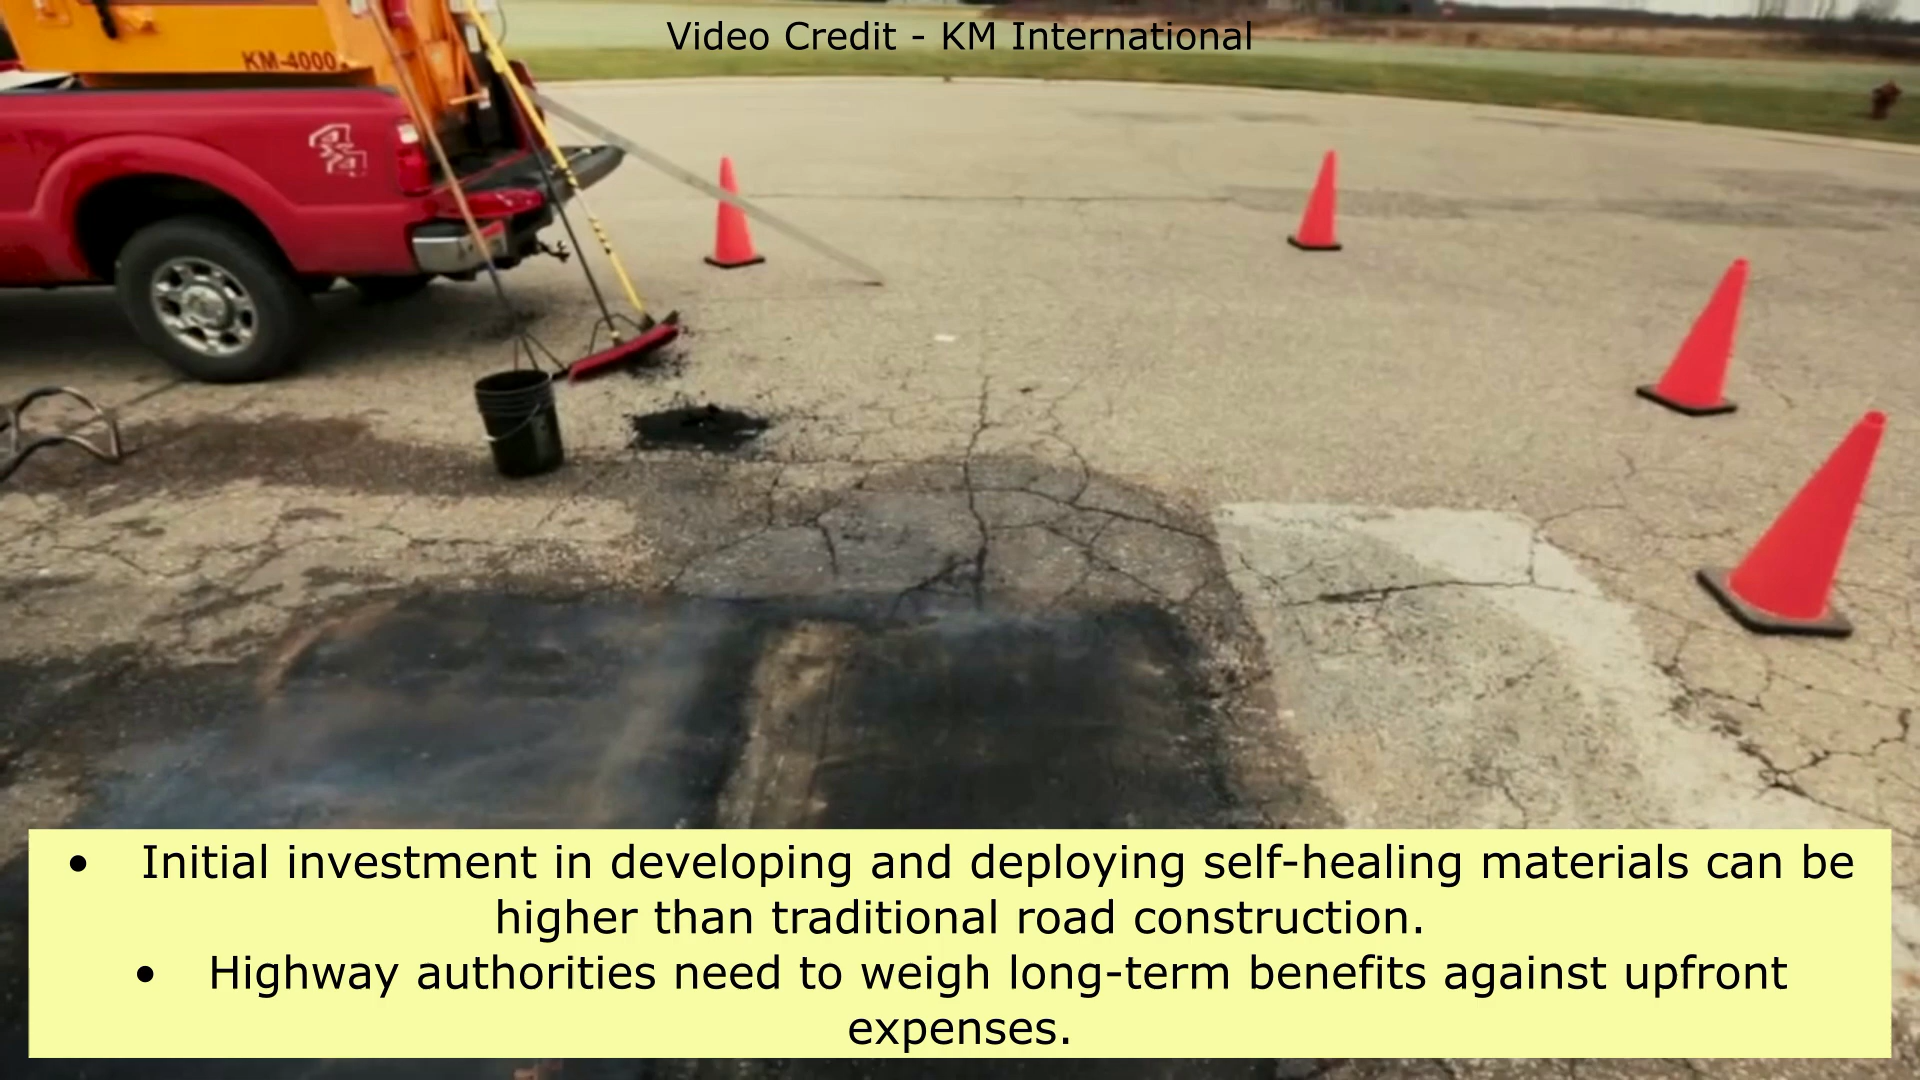 Video Credit - KM International
KM-4000
4x4
• Initial investment in developing and deploying self-healing materials can be
higher than traditional road construction.
• Highway authorities need to weigh long-term benefits against upfront
expenses.